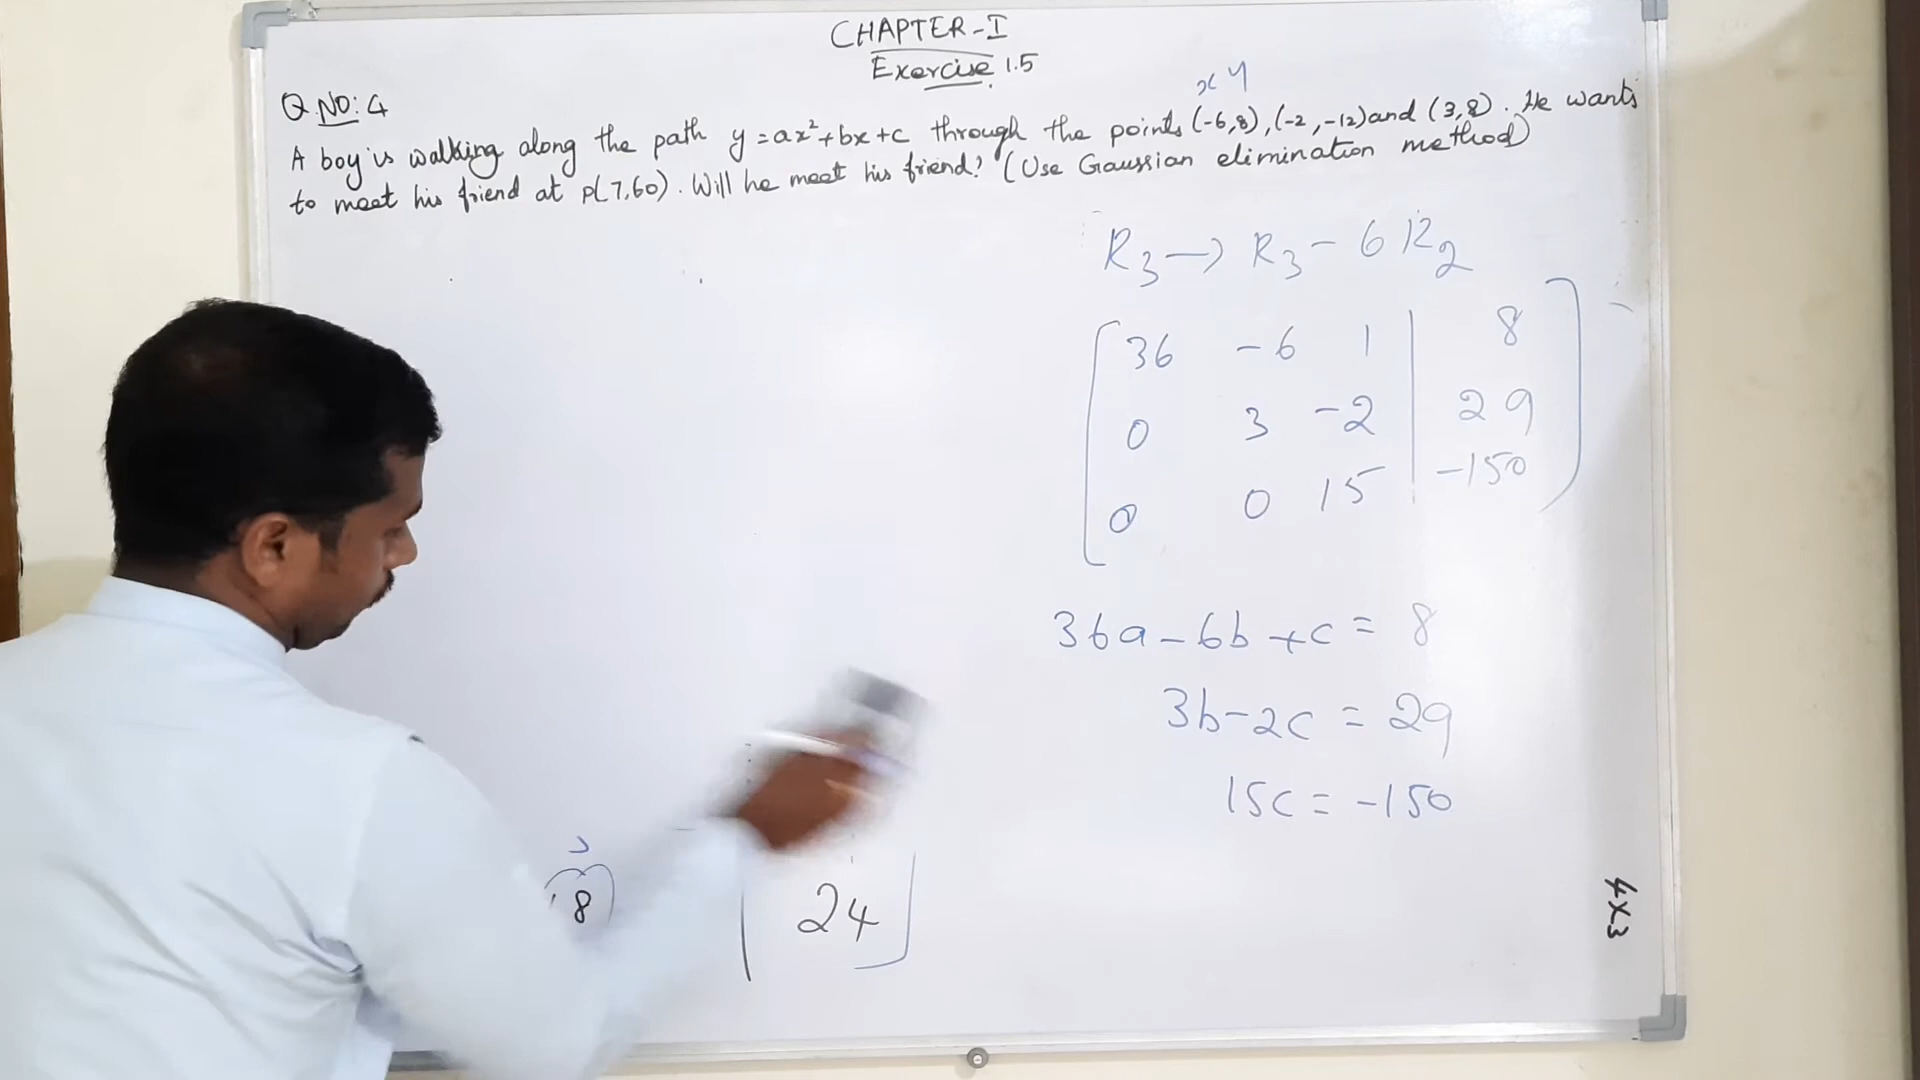 CHAPTER-I
Exercise 1.5
x y
Q.NO: 4
A boy is walking along the path y = ax²+bx+c through the points (-6,8), (-2,-12) and (3,8). He wants
to meet his friend at P(7,60). Will he meet his friend? (Use Gaussian elimination method)
R₃ → R₃ - 6R₂
36 -6 1 | 8
0 3 -2 | 29
0 0 15 | -150
36a - 6b + c = 8
3b - 2c = 29
15c = -150
8
24
4x3